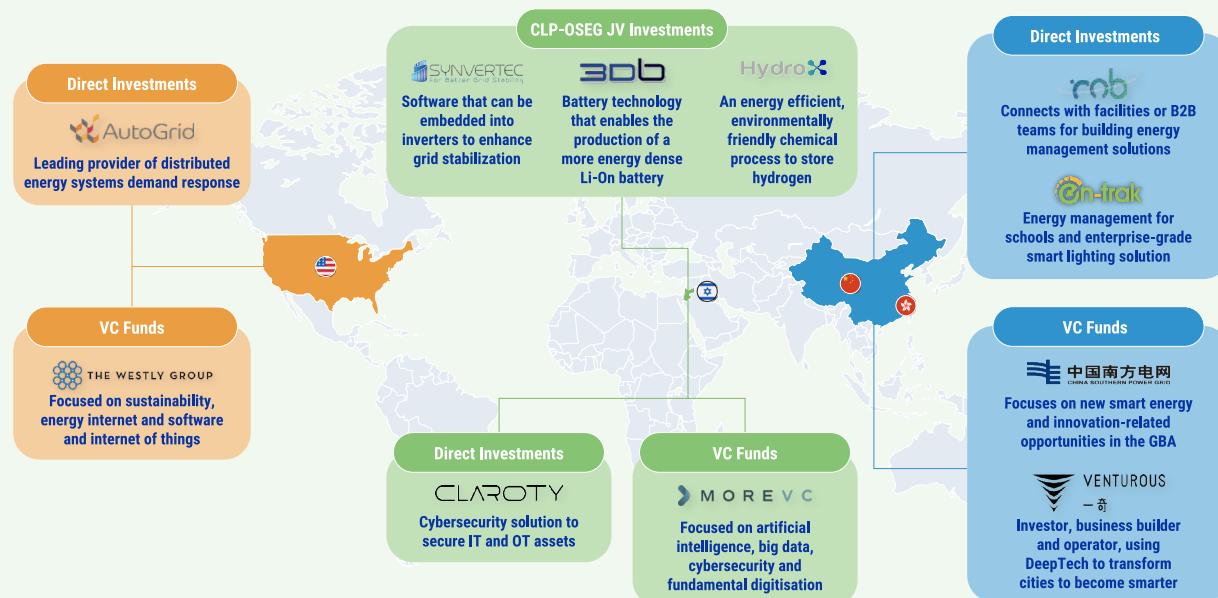 CLP-OSEG JV Investments
SYNVERTEC
For Better Grid Stability
Software that can be
embedded into
inverters to enhance
grid stabilization
3Db
Battery technology
that enables the
production of a
more energy dense
Li-On battery
HydroX
An energy efficient,
environmentally
friendly chemical
process to store
hydrogen
Direct Investments
AutoGrid
Leading provider of distributed
energy systems demand response
VC Funds
THE WESTLY GROUP
Focused on sustainability,
energy internet and software
and internet of things
Direct Investments
CLAROTY
Cybersecurity solution to
secure IT and OT assets
VC Funds
MOREVC
Focused on artificial
intelligence, big data,
cybersecurity and
fundamental digitisation
Direct Investments
Connects with facilities or B2B
teams for building energy
management solutions
en-trak
Energy management for
schools and enterprise-grade
smart lighting solution
VC Funds
中国南方电网
CHINA SOUTHERN POWER GRID
Focuses on new smart energy
and innovation-related
opportunities in the GBA
VENTUROUS
一奇
Investor, business builder
and operator, using
DeepTech to transform
cities to become smarter